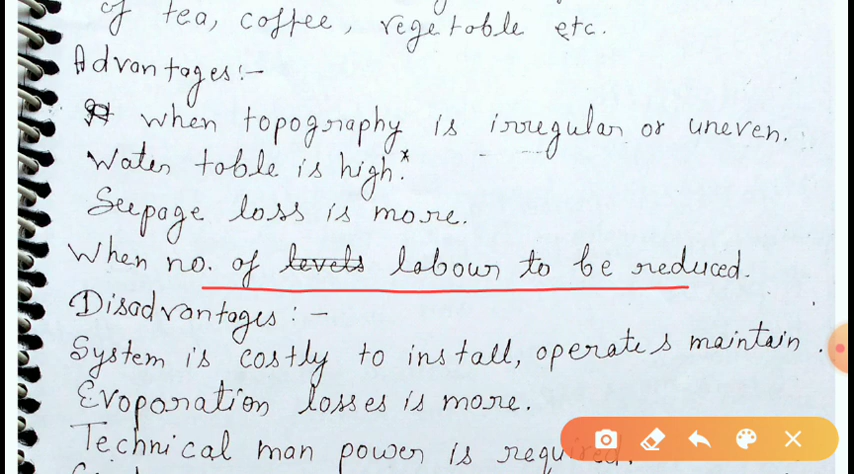 of tea, coffee, vegetable etc.
Advantages:-
when topography is irregular or uneven.
Water table is high.*
Seepage loss is more.
When no. of levels labour to be reduced.
Disadvantages:-
System is costly to install, operate & maintain.
Evaporation losses is more.
Technical man power is required.